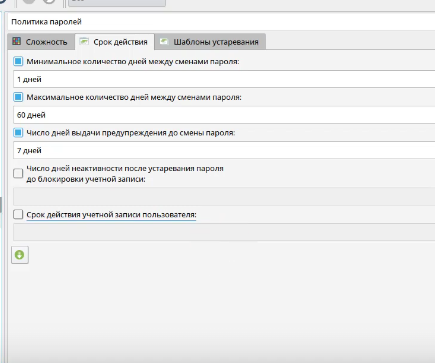 Политика паролей
Сложность Срок действия Шаблоны устаревания
Минимальное количество дней между сменами пароля:
1 дней
Максимальное количество дней между сменами пароля:
60 дней
Число дней выдачи предупреждения до смены пароля:
7 дней
Число дней неактивности после устаревания пароля
до блокировки учетной записи:
Срок действия учетной записи пользователя: